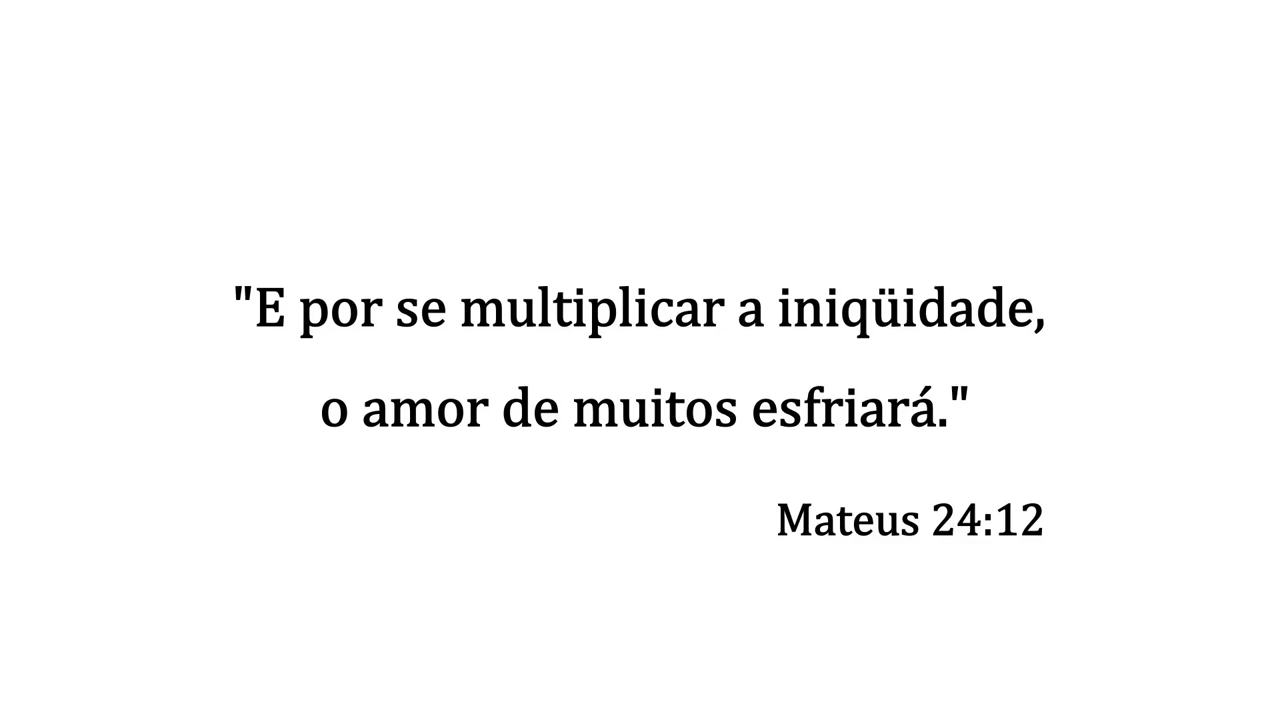 "E por se multiplicar a iniqüidade,
o amor de muitos esfriará."
Mateus 24:12